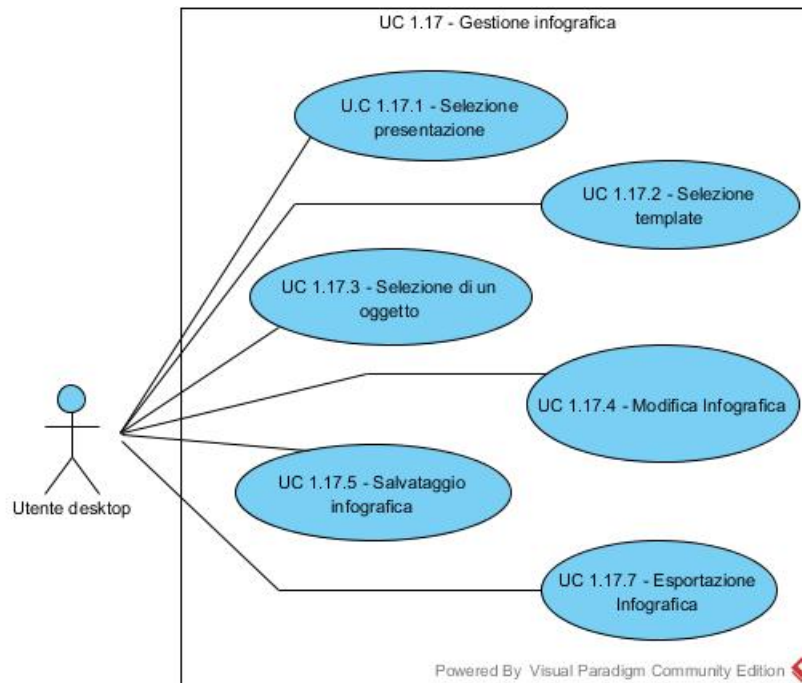 UC 1.17 - Gestione infografica
U.C 1.17.1 - Selezione
presentazione
UC 1.17.2 - Selezione
template
UC 1.17.3 - Selezione di un
oggetto
UC 1.17.4 - Modifica Infografica
UC 1.17.5 - Salvataggio
infografica
Utente desktop
UC 1.17.7 - Esportazione
Infografica
Powered By Visual Paradigm Community Edition